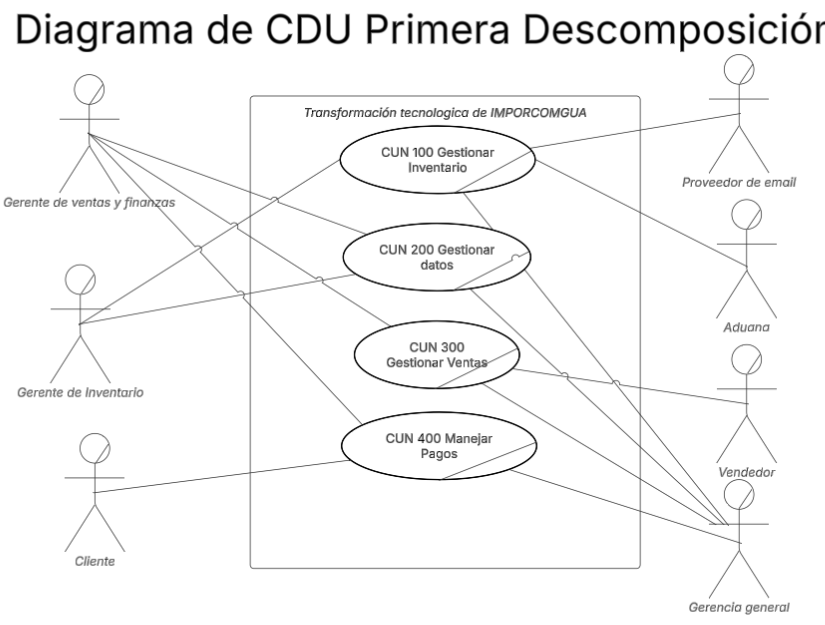 Diagrama de CDU Primera Descomposición
Transformación tecnologica de IMPORCOMGUA
CUN 100 Gestionar
Inventario
Proveedor de email
Gerente de ventas y finanzas
CUN 200 Gestionar
datos
Aduana
Gerente de Inventario
CUN 300
Gestionar Ventas
Vendedor
CUN 400 Manejar
Pagos
Cliente
Gerencia general